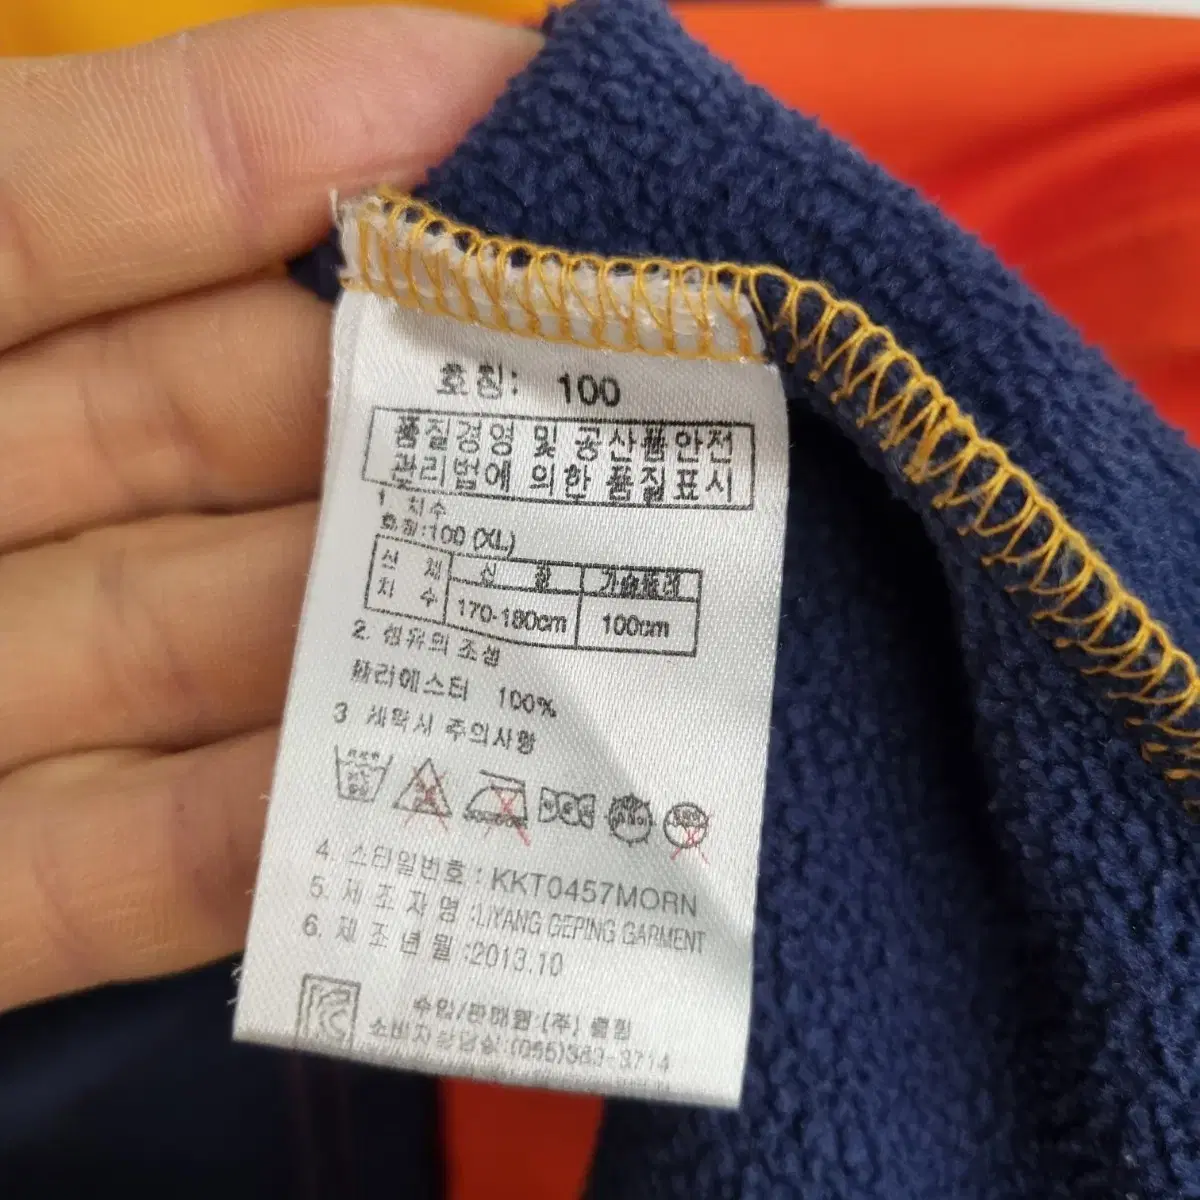 호칭: 100
품질경영 및 공산품안전
관리법에 의한 품질표시
1. 치수
호칭:100 (XL)
신 체 신 장 가슴둘레
치 수 170-180cm 100cm
2. 섬유의 조성
폴리에스터 100%
3 세탁시 주의사항
4. 스타일번호 : KKT0457MORN
5. 제 조 자 명 :LIYANG GEPING GARMENT
6. 제 조 년 월 :2013.10
수입/판매원:(주)
소비자상담실: